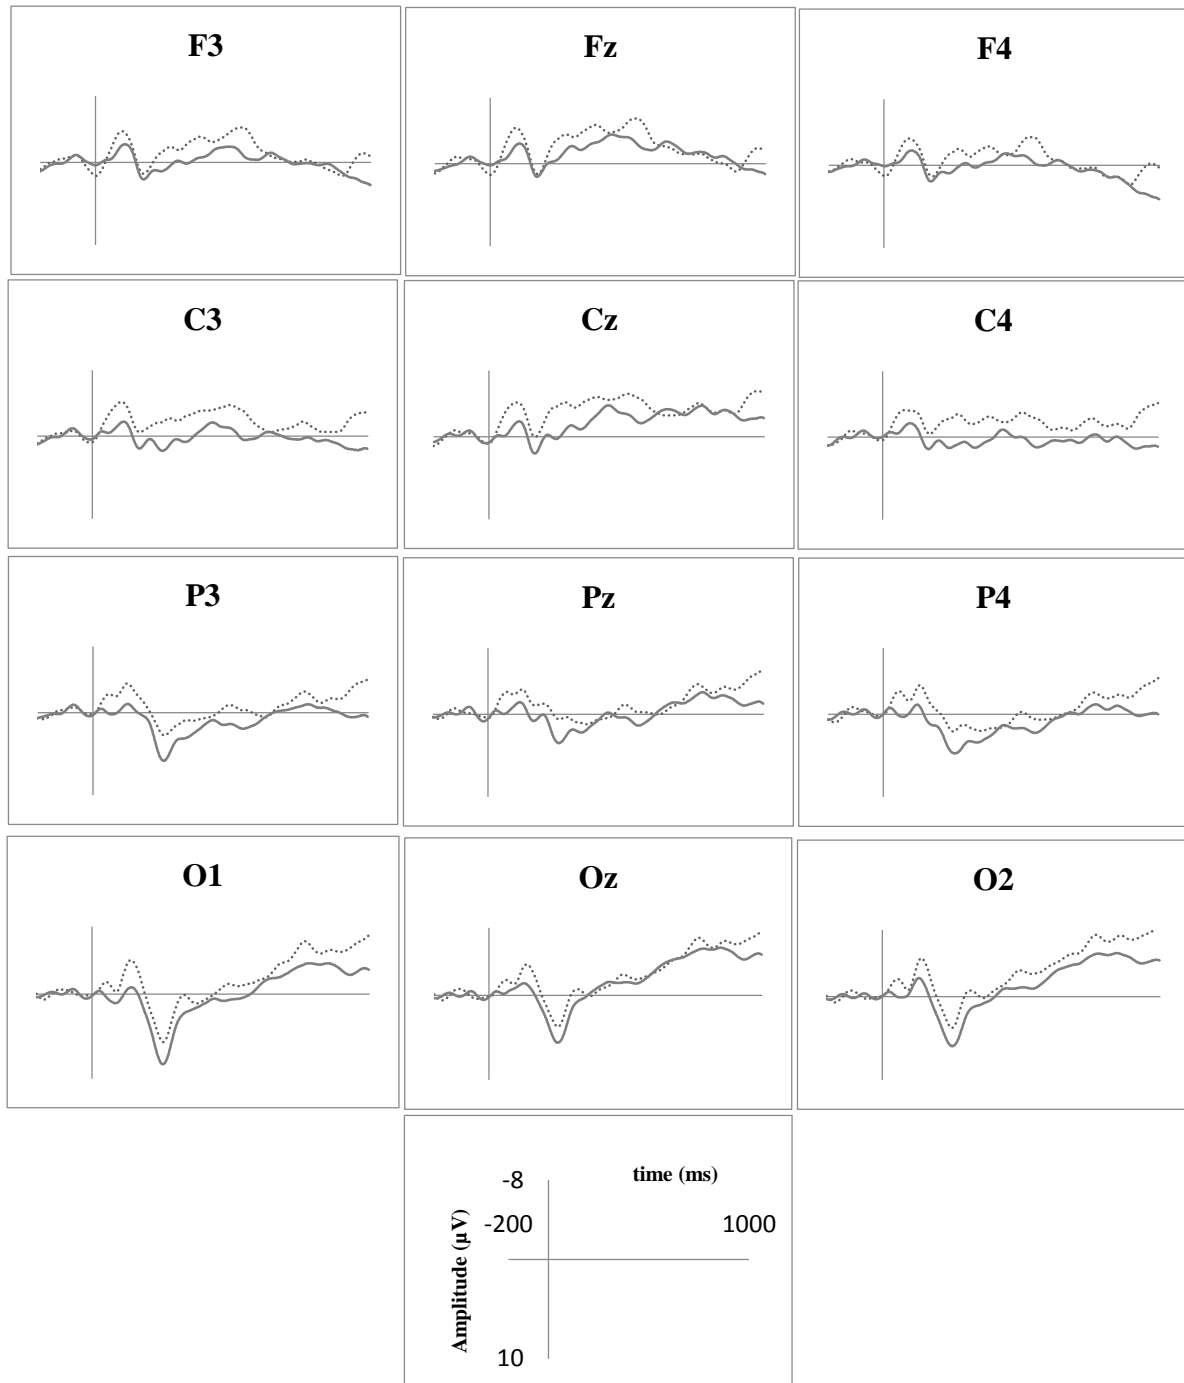 F3
Fz
F4
C3
Cz
C4
P3
Pz
P4
O1
Oz
O2
-8
time (ms)
-200
1000
Amplitude (µV)
10